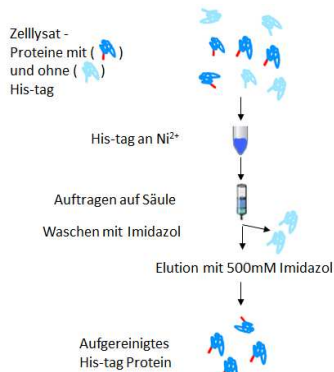 Zelllysat -
Proteine mit ( )
und ohne ( )
His-tag
His-tag an Ni²⁺
Auftragen auf Säule
Waschen mit Imidazol
Elution mit 500mM Imidazol
Aufgereinigtes
His-tag Protein